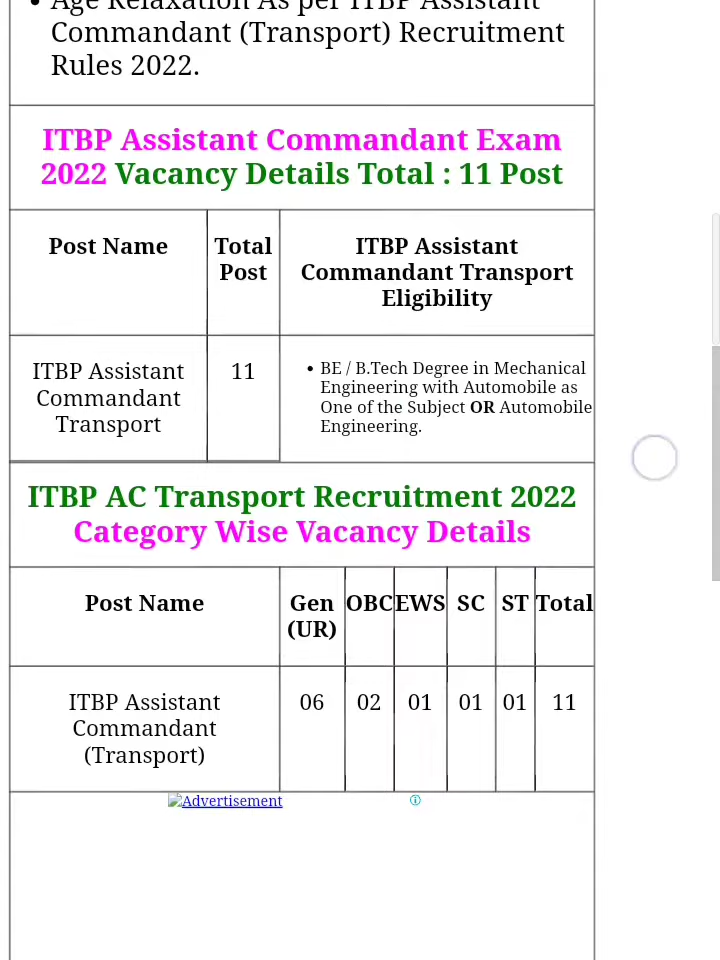 Age Relaxation As per ITBP Assistant
Commandant (Transport) Recruitment
Rules 2022.
ITBP Assistant Commandant Exam
2022 Vacancy Details Total : 11 Post
Post Name
Total
Post
ITBP Assistant
Commandant Transport
Eligibility
ITBP Assistant
Commandant
Transport
11
BE / B.Tech Degree in Mechanical
Engineering with Automobile as
One of the Subject OR Automobile
Engineering.
ITBP AC Transport Recruitment 2022
Category Wise Vacancy Details
Post Name
Gen
(UR)
OBC
EWS
SC
ST
Total
ITBP Assistant
Commandant
(Transport)
06
02
01
01
01
11
Advertisement